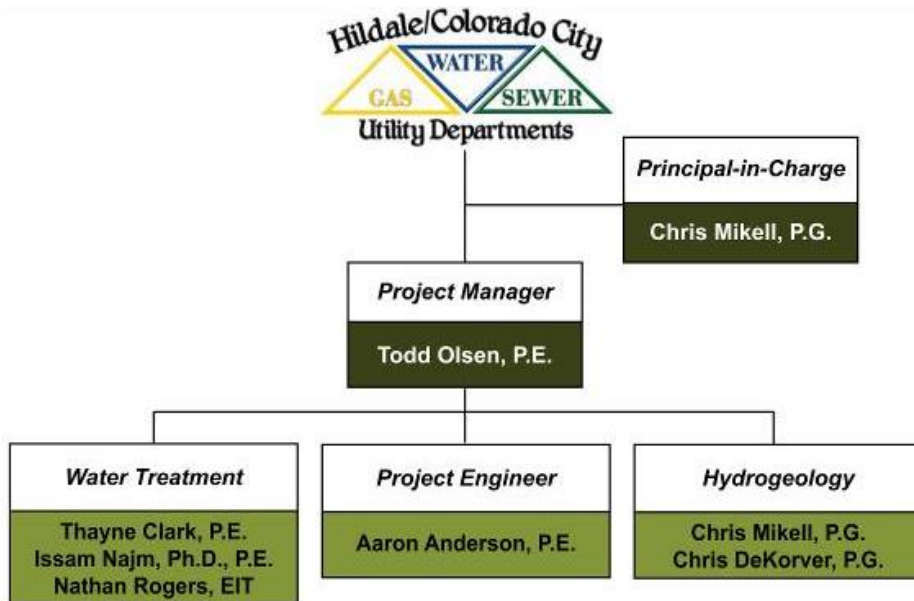 Hildale/Colorado City
WATER
GAS
SEWER
Utility Departments
Principal-in-Charge
Chris Mikell, P.G.
Project Manager
Todd Olsen, P.E.
Water Treatment
Thayne Clark, P.E.
Issam Najm, Ph.D., P.E.
Nathan Rogers, EIT
Project Engineer
Aaron Anderson, P.E.
Hydrogeology
Chris Mikell, P.G.
Chris DeKorver, P.G.